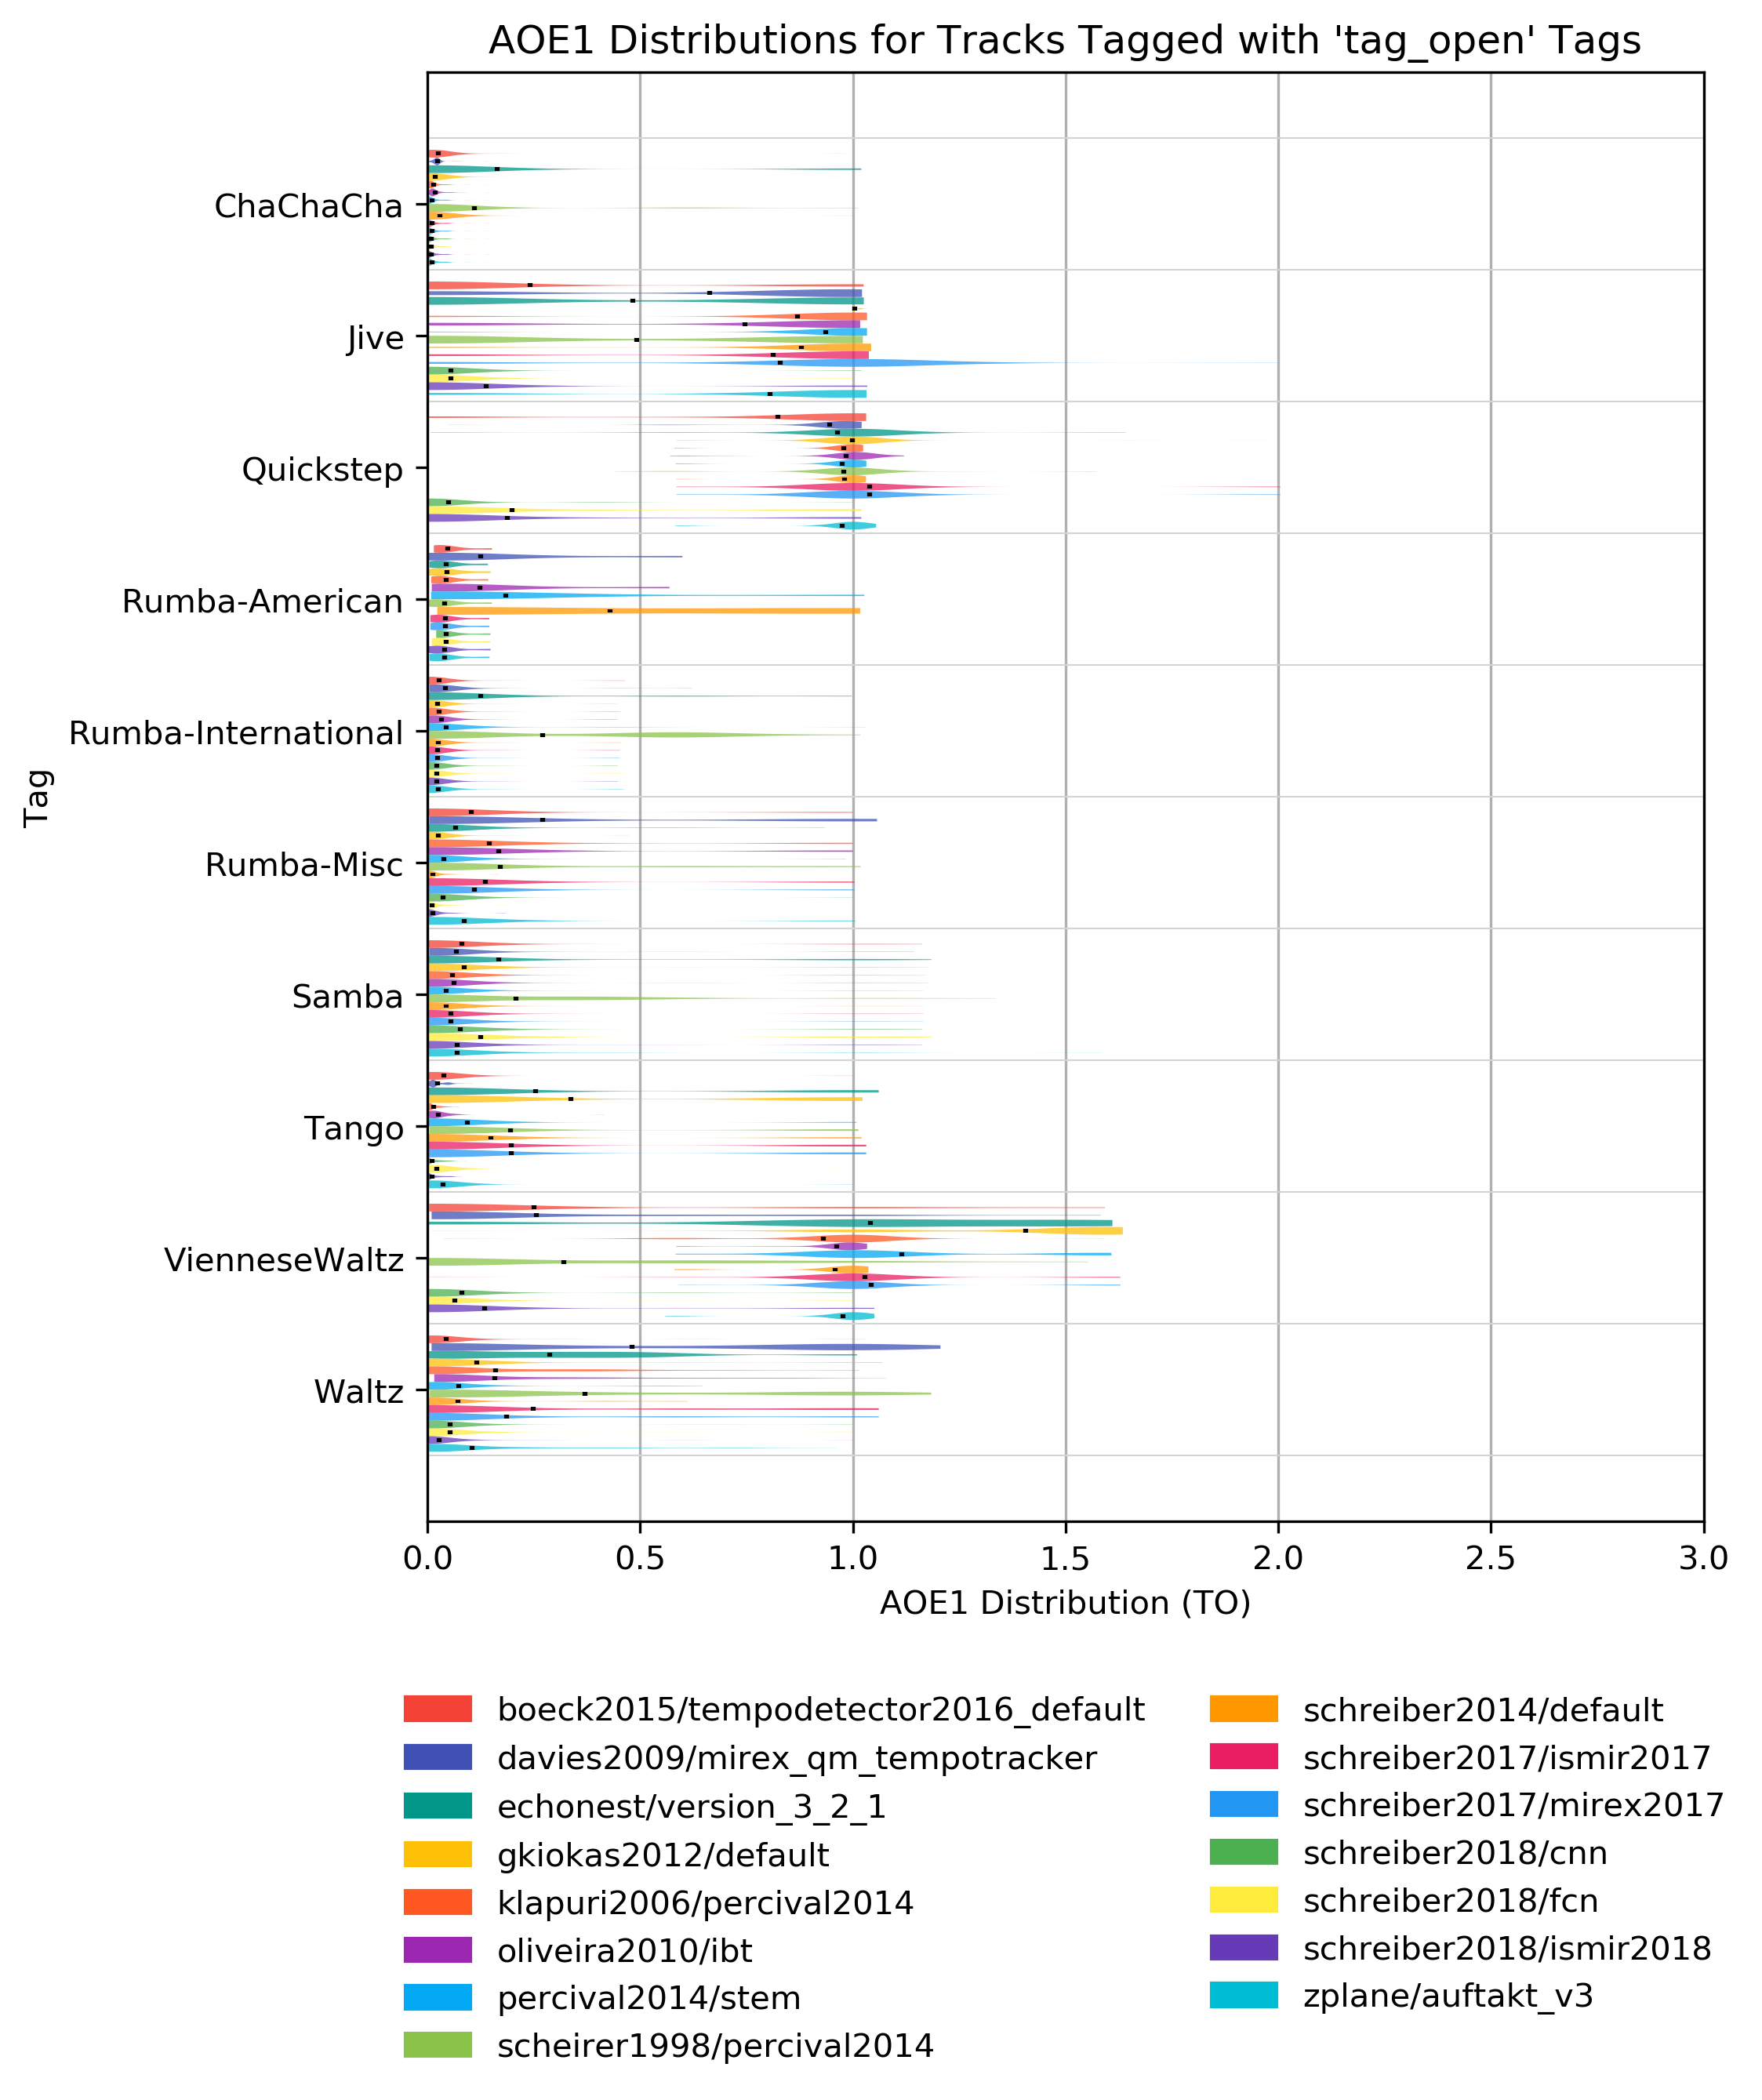 AOE1 Distributions for Tracks Tagged with 'tag_open' Tags
Tag
ChaChaCha
Jive
Quickstep
Rumba-American
Rumba-International
Rumba-Misc
Samba
Tango
VienneseWaltz
Waltz
0.0 0.5 1.0 1.5 2.0 2.5 3.0
AOE1 Distribution (TO)
boeck2015/tempodetector2016_default
davies2009/mirex_qm_tempotracker
echonest/version_3_2_1
gkiokas2012/default
klapuri2006/percival2014
oliveira2010/ibt
percival2014/stem
scheirer1998/percival2014
schreiber2014/default
schreiber2017/ismir2017
schreiber2017/mirex2017
schreiber2018/cnn
schreiber2018/fcn
schreiber2018/ismir2018
zplane/auftakt_v3